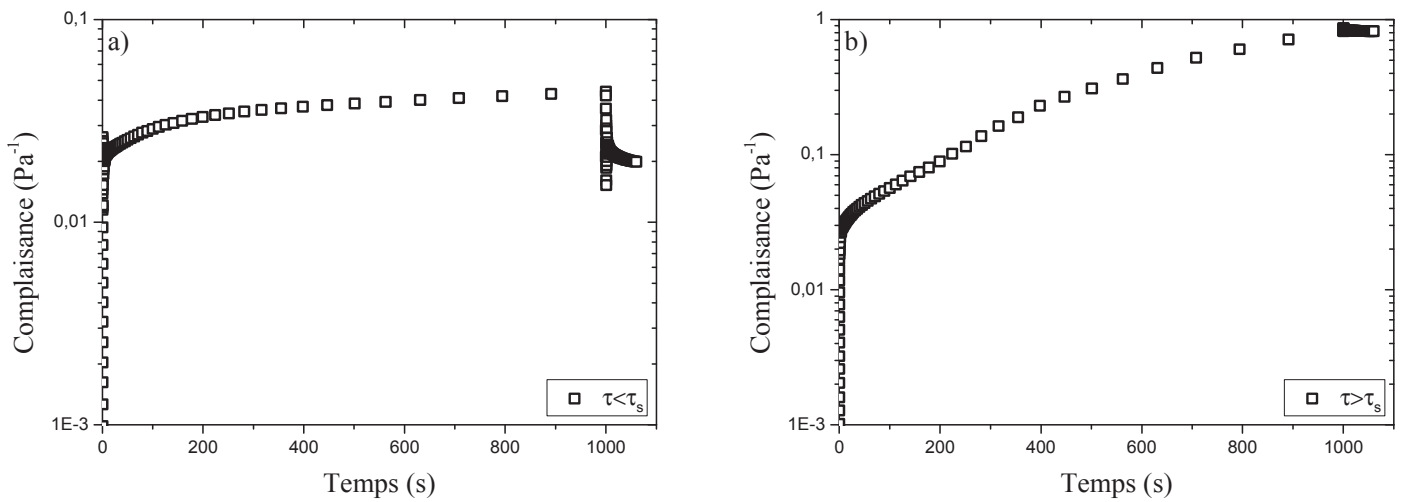 a)
0,1
0,01
1E-3
Complaisance (Pa⁻¹)
0 200 400 600 800 1000
Temps (s)
τ<τₛ
b)
1
0,1
0,01
1E-3
Complaisance (Pa⁻¹)
0 200 400 600 800 1000
Temps (s)
τ>τₛ